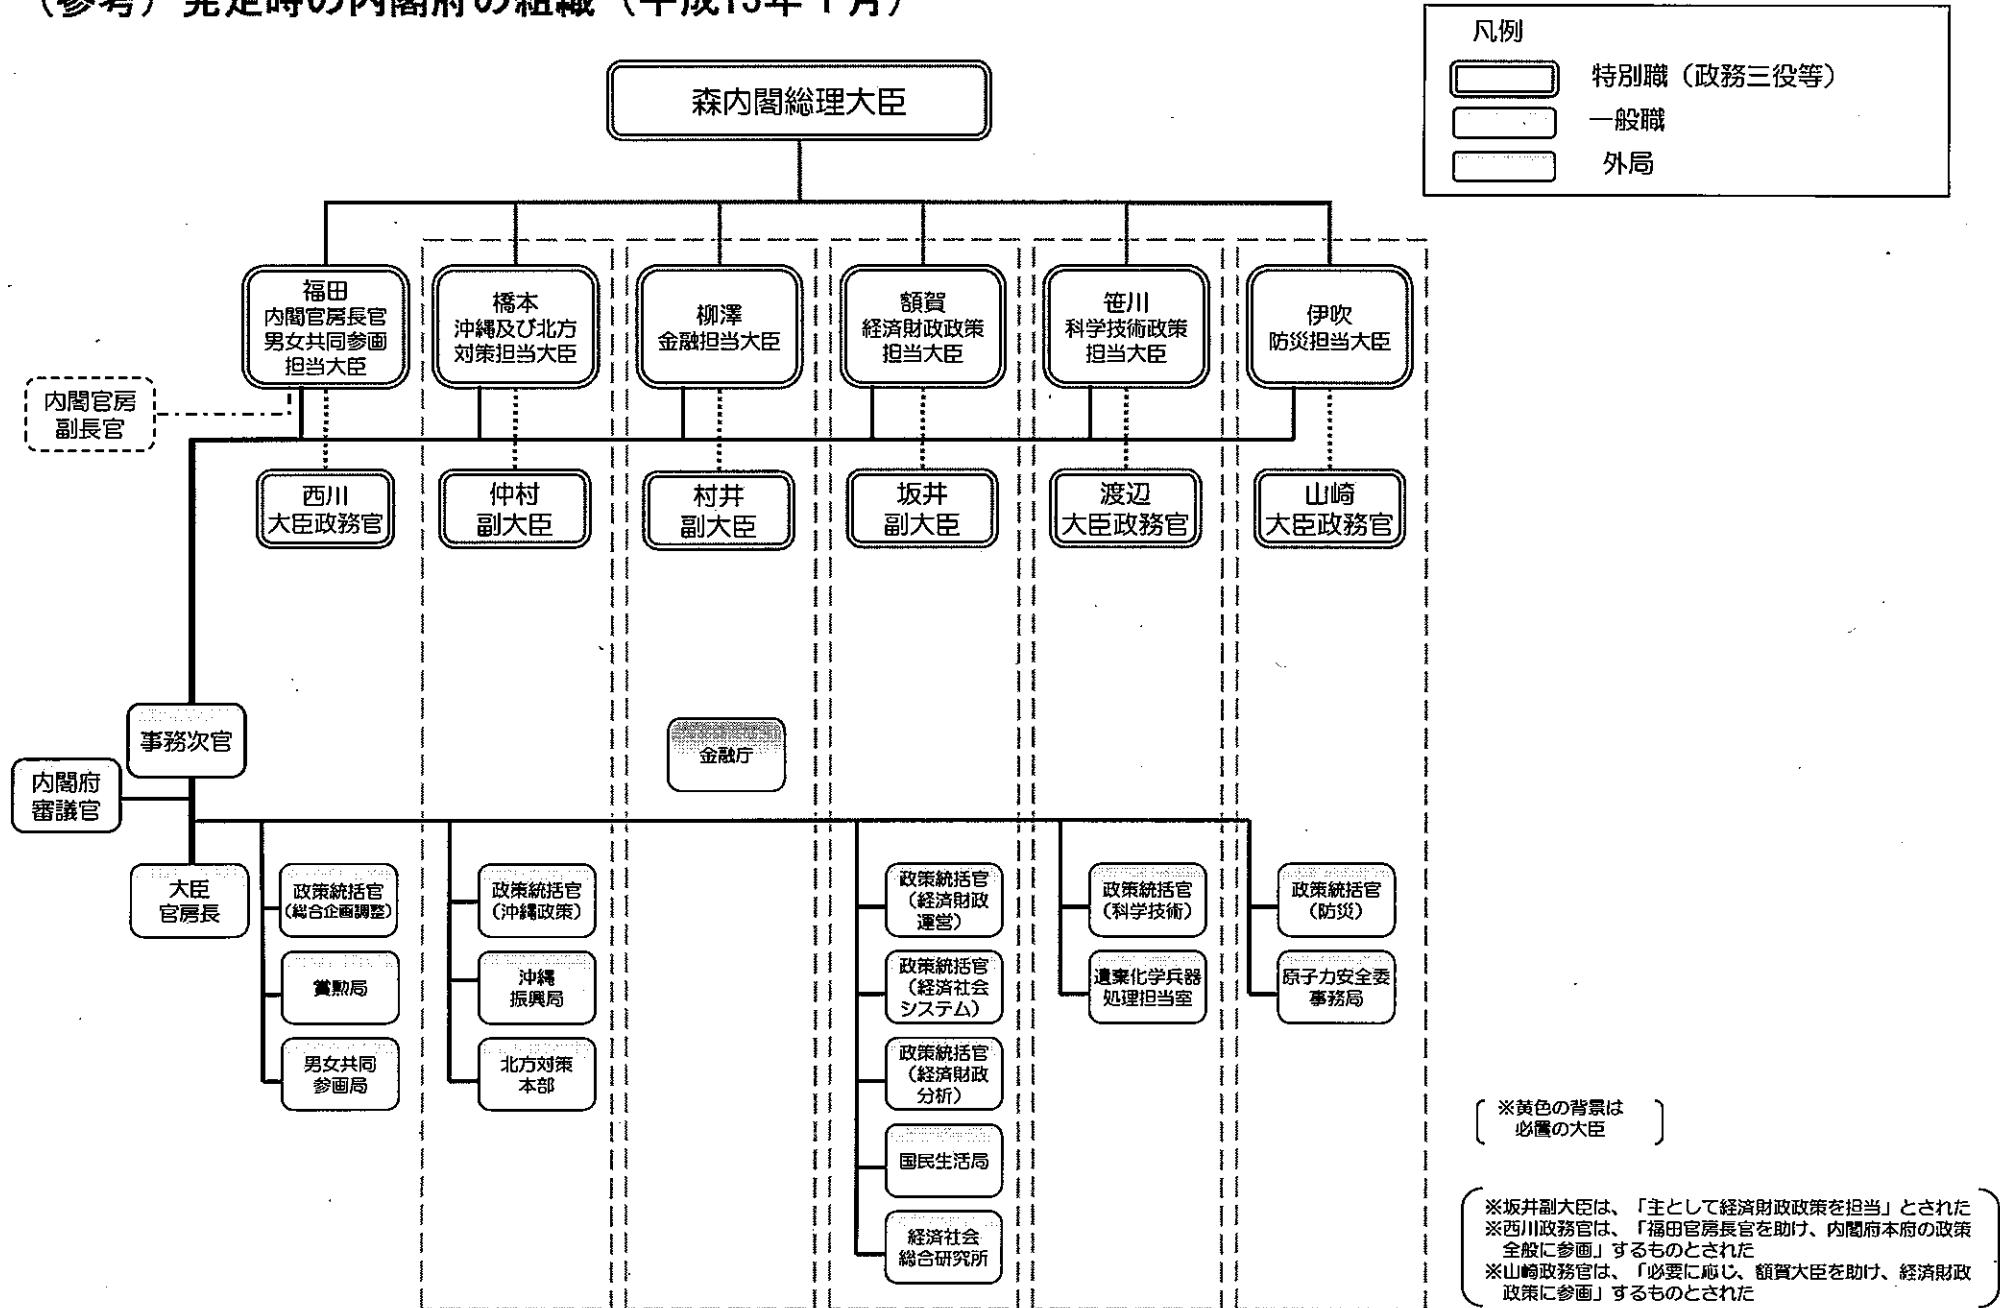 （参考）発足時の内閣府の組織（平成13年１月）
凡例
特別職（政務三役等）
一般職
外局
森内閣総理大臣
福田
内閣官房長官
男女共同参画
担当大臣
橋本
沖縄及び北方
対策担当大臣
柳澤
金融担当大臣
額賀
経済財政政策
担当大臣
笹川
科学技術政策
担当大臣
伊吹
防災担当大臣
内閣官房
副長官
西川
大臣政務官
仲村
副大臣
村井
副大臣
坂井
副大臣
渡辺
大臣政務官
山崎
大臣政務官
事務次官
内閣府
審議官
金融庁
大臣
官房長
政策統括官
（総合企画調整）
賞勲局
男女共同
参画局
政策統括官
（沖縄政策）
沖縄
振興局
北方対策
本部
政策統括官
（経済財政
運営）
政策統括官
（経済社会
システム）
政策統括官
（経済財政
分析）
国民生活局
経済社会
総合研究所
政策統括官
（科学技術）
遺棄化学兵器
処理担当室
政策統括官
（防災）
原子力安全委
事務局
※黄色の背景は
必置の大臣
※坂井副大臣は、「主として経済財政政策を担当」とされた
※西川政務官は、「福田官房長官を助け、内閣府本府の政策
全般に参画」するものとされた
※山崎政務官は、「必要に応じ、額賀大臣を助け、経済財政
政策に参画」するものとされた